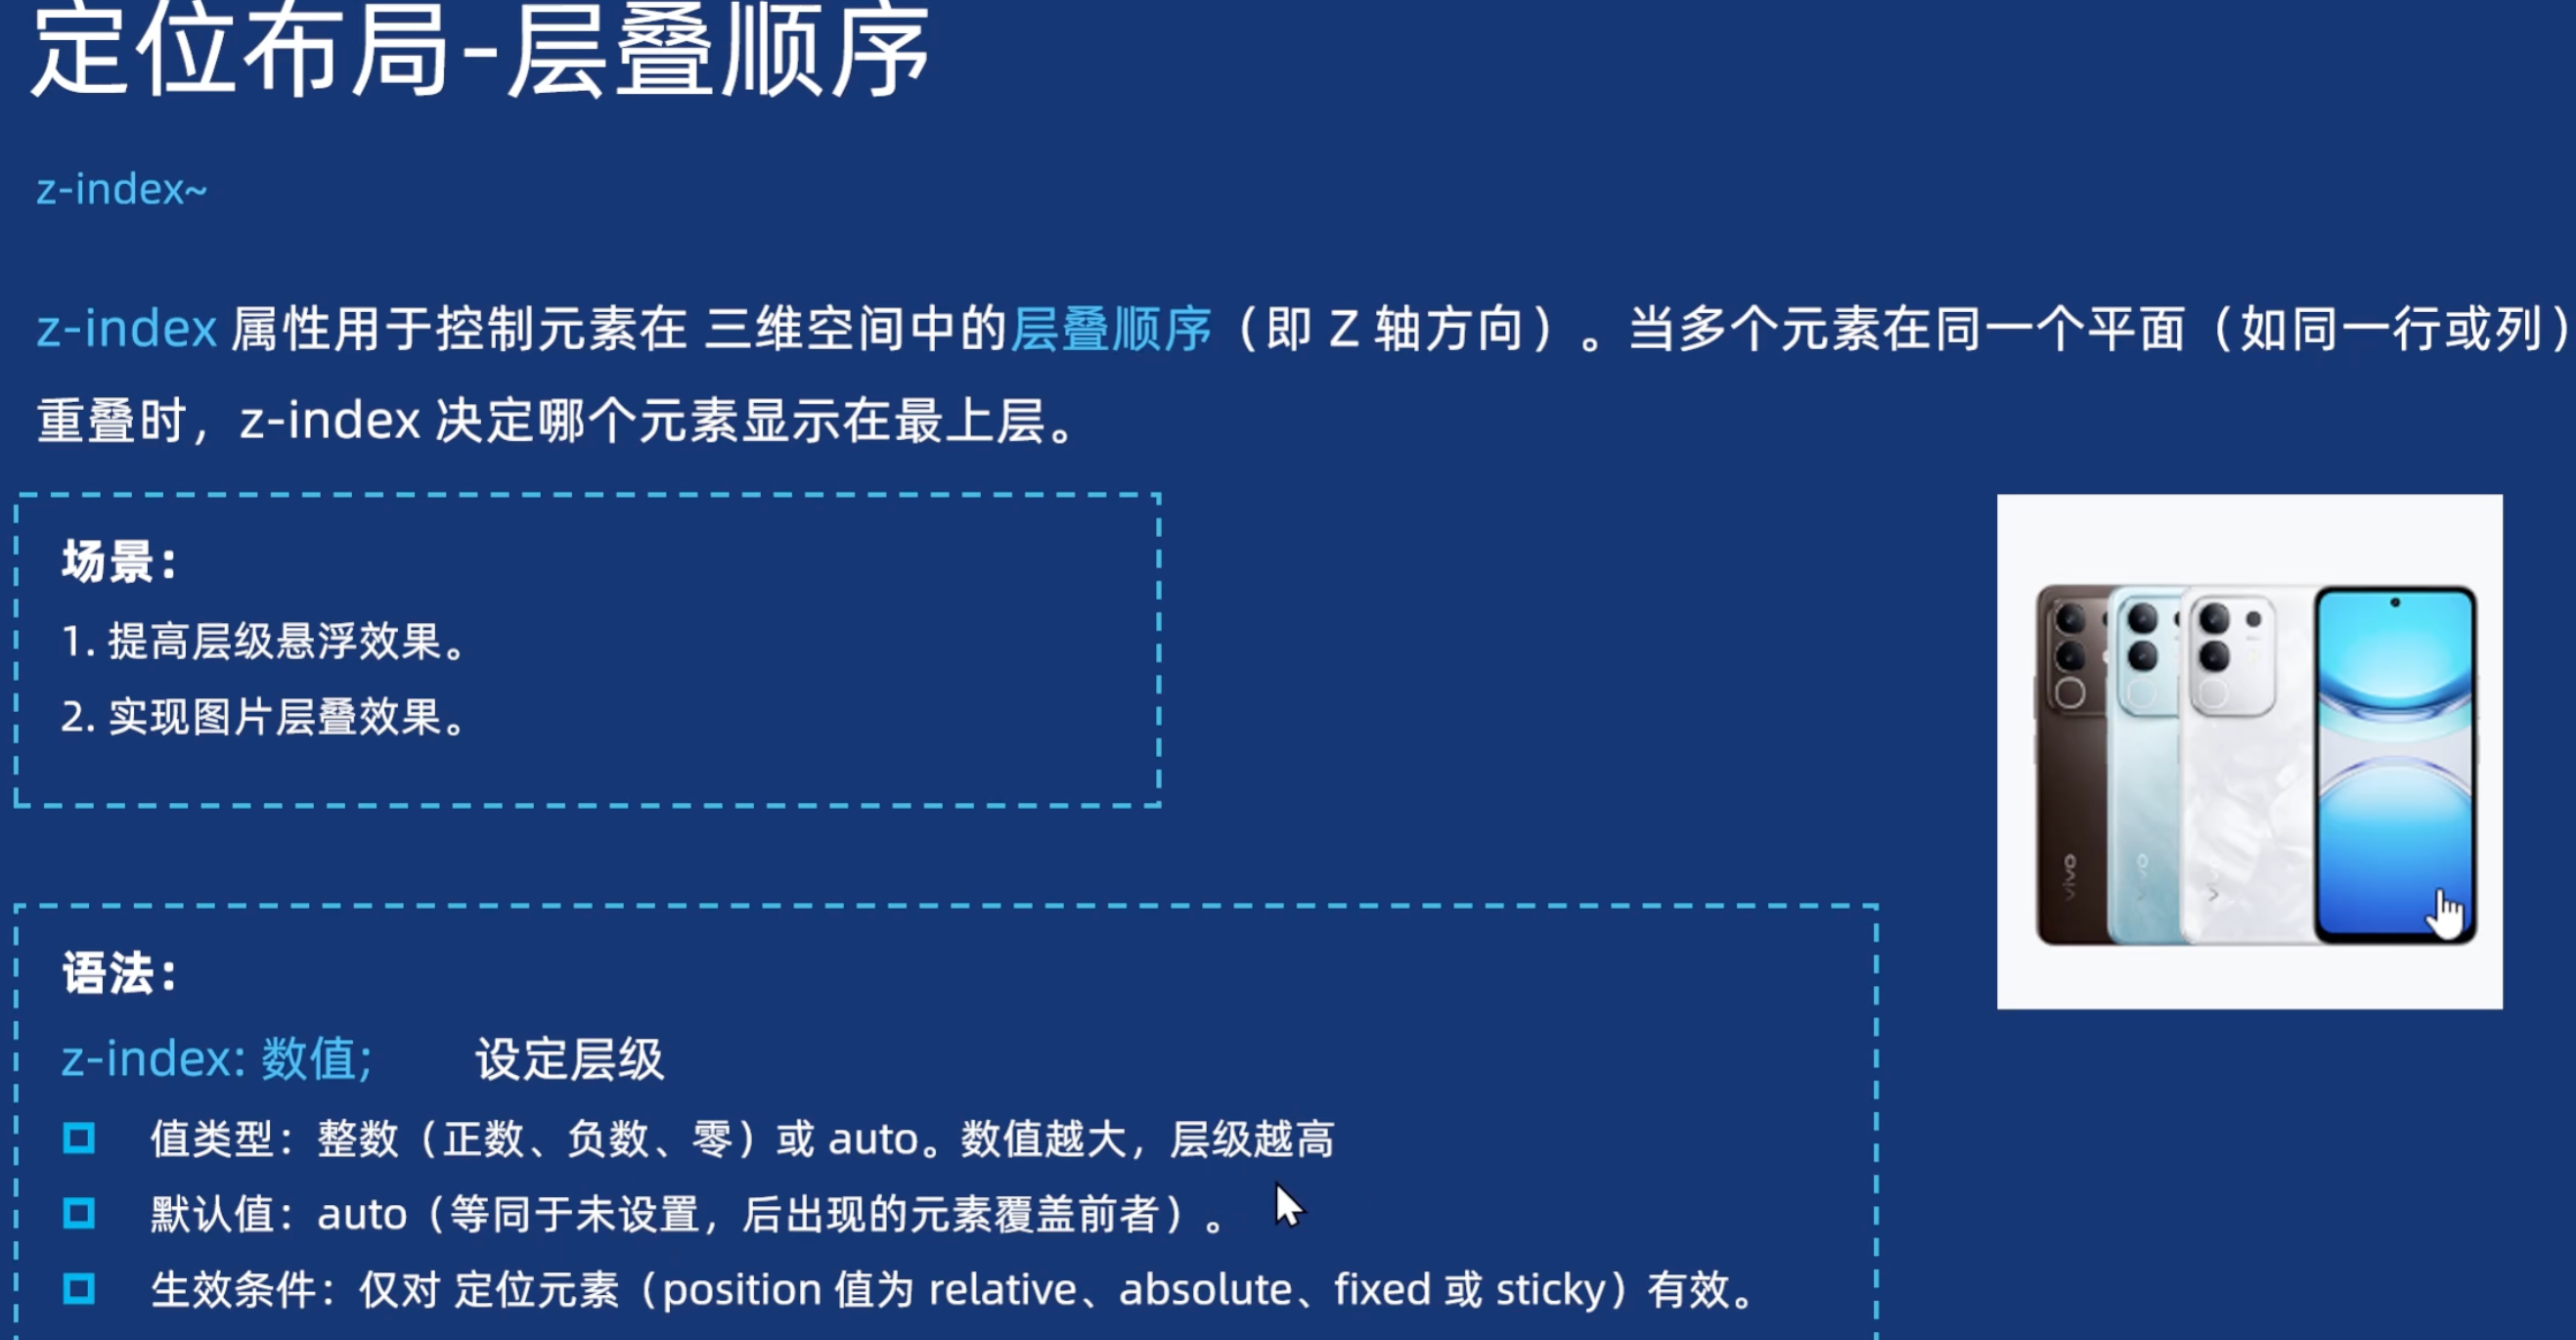 定位布局-层叠顺序
z-index~
z-index 属性用于控制元素在 三维空间中的层叠顺序（即 Z 轴方向）。当多个元素在同一个平面（如同一行或列）
重叠时，z-index 决定哪个元素显示在最上层。
场景：
1. 提高层级悬浮效果。
2. 实现图片层叠效果。
vivo
vivo
语法：
z-index: 数值; 设定层级
值类型：整数（正数、负数、零）或 auto。数值越大，层级越高
默认值：auto（等同于未设置，后出现的元素覆盖前者）。
生效条件：仅对 定位元素（position 值为 relative、absolute、fixed 或 sticky）有效。